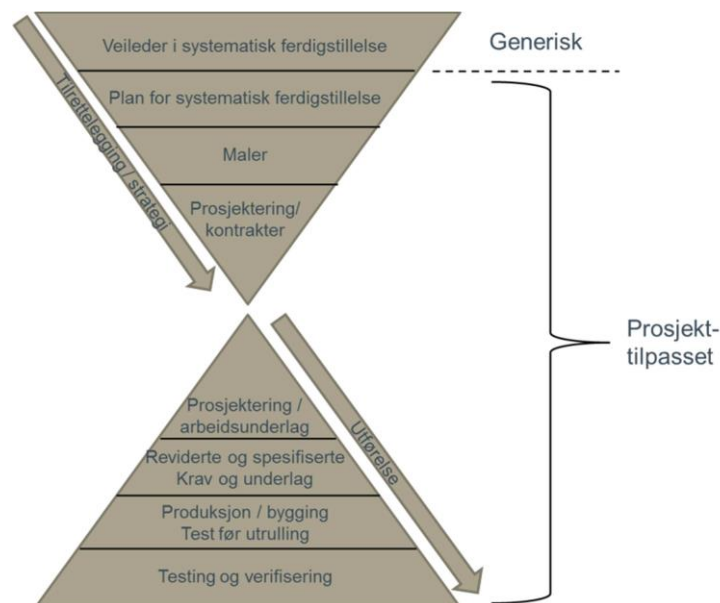 Veileder i systematisk ferdigstillelse
Generisk
Plan for systematisk ferdigstillelse
Maler
Prosjektering/
kontrakter
Tilrettelegging / strategi
Prosjekt-
tilpasset
Prosjektering /
arbeidsunderlag
Reviderte og spesifiserte
Krav og underlag
Produksjon / bygging
Test før utrulling
Testing og verifisering
Utførelse